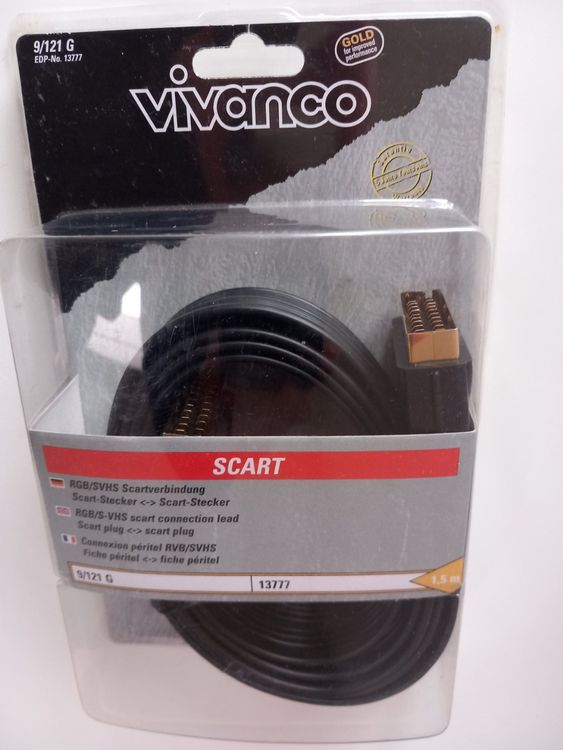 9/121 G
EDP-No. 13777
GOLD
for improved
performance
vivanco
Garantie
SCART
RGB/SVHS Scartverbindung
Scart-Stecker <-> Scart-Stecker
RGB/S-VHS scart connection lead
Scart plug <-> scart plug
Connexion péritel RVB/SVHS
Fiche péritel <-> fiche péritel
9/121 G
13777
1,5 m